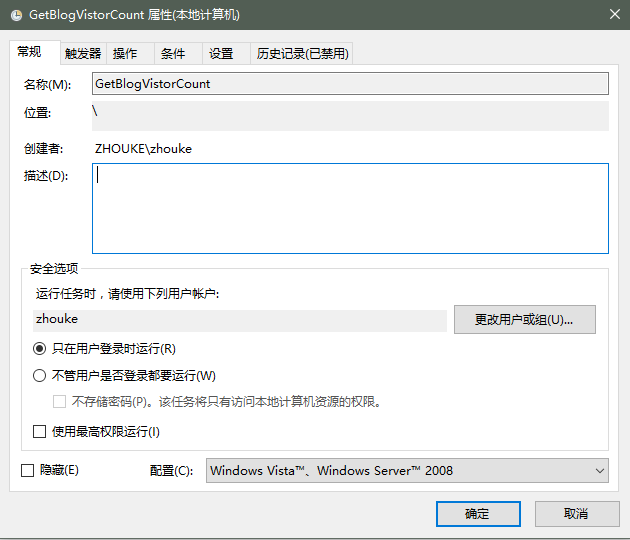 GetBlogVistorCount 属性(本地计算机)
常规 触发器 操作 条件 设置 历史记录(已禁用)
名称(M): GetBlogVistorCount
位置: \
创建者: ZHOUKE\zhouke
描述(D):
安全选项
运行任务时，请使用下列用户帐户:
zhouke 更改用户或组(U)...
只在用户登录时运行(R)
不管用户是否登录都要运行(W)
不存储密码(P)。该任务将只有访问本地计算机资源的权限。
使用最高权限运行(I)
隐藏(E) 配置(C): Windows Vista™、Windows Server™ 2008
确定 取消